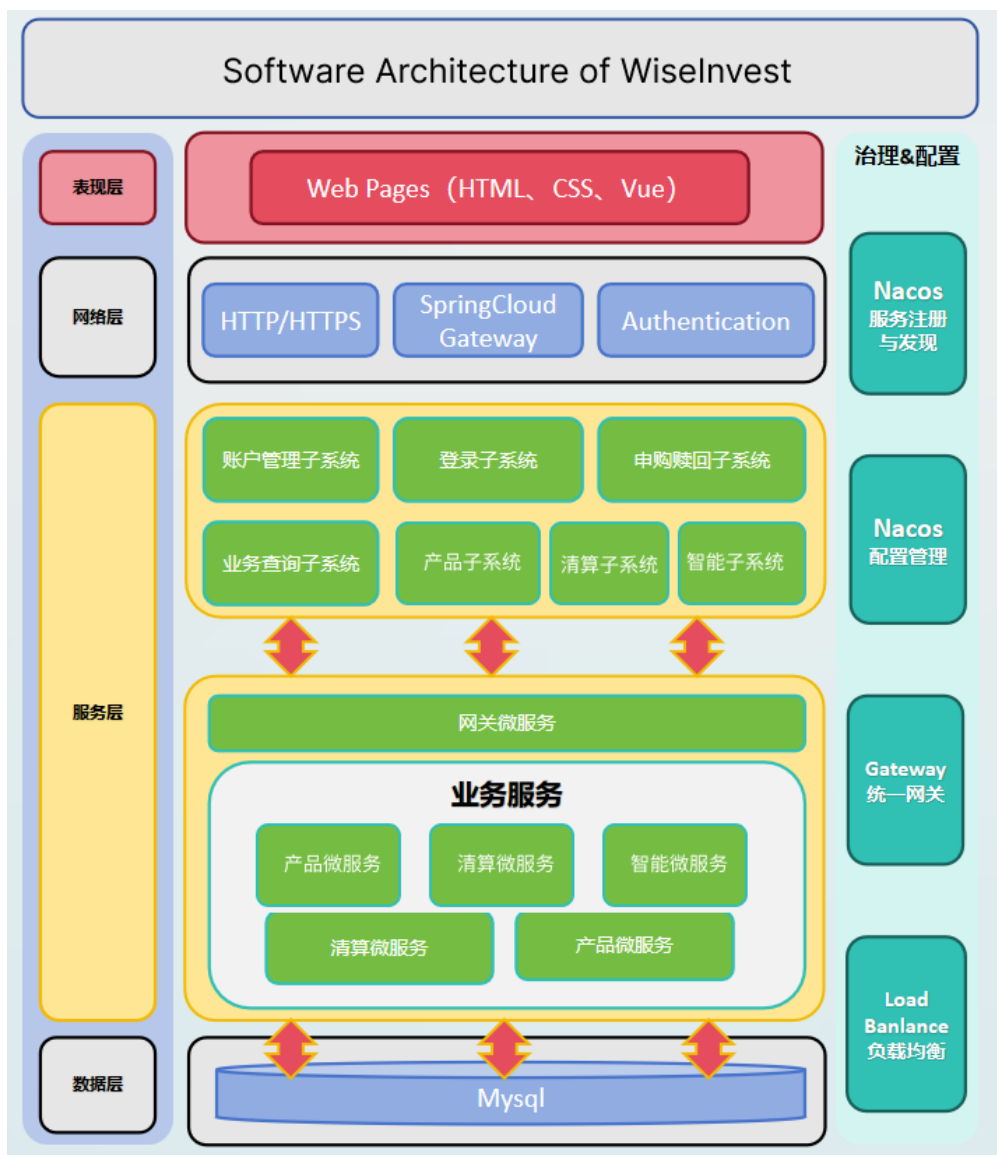 Software Architecture of WiseInvest
表现层
Web Pages（HTML、CSS、Vue）
治理&配置
网络层
HTTP/HTTPS
SpringCloud
Gateway
Authentication
Nacos
服务注册
与发现
服务层
账户管理子系统
登录子系统
申购赎回子系统
业务查询子系统
产品子系统
清算子系统
智能子系统
Nacos
配置管理
网关微服务
业务服务
产品微服务
清算微服务
智能微服务
清算微服务
产品微服务
Gateway
统一网关
Load
Banlance
负载均衡
数据层
Mysql